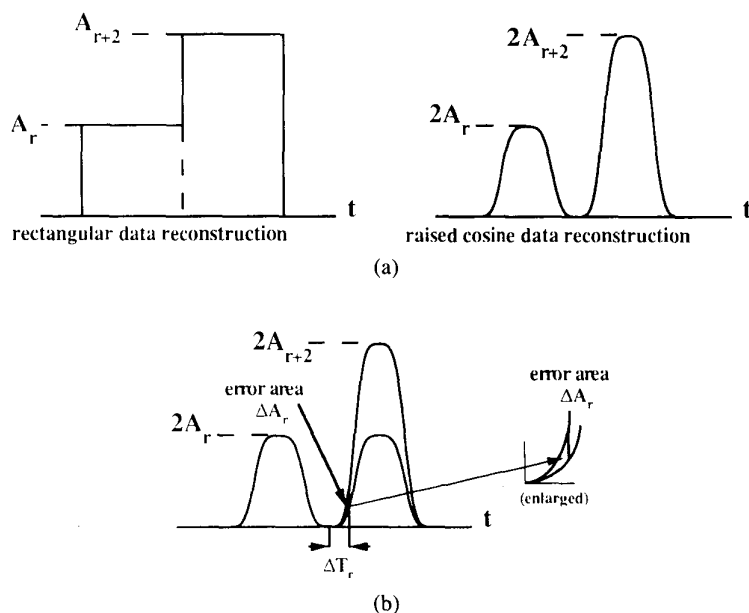 A_{r+2}
A_r
t
rectangular data reconstruction
2A_{r+2}
2A_r
t
raised cosine data reconstruction
(a)
2A_{r+2}
error area
ΔA_r
2A_r
t
ΔT_r
error area
ΔA_r
(enlarged)
(b)